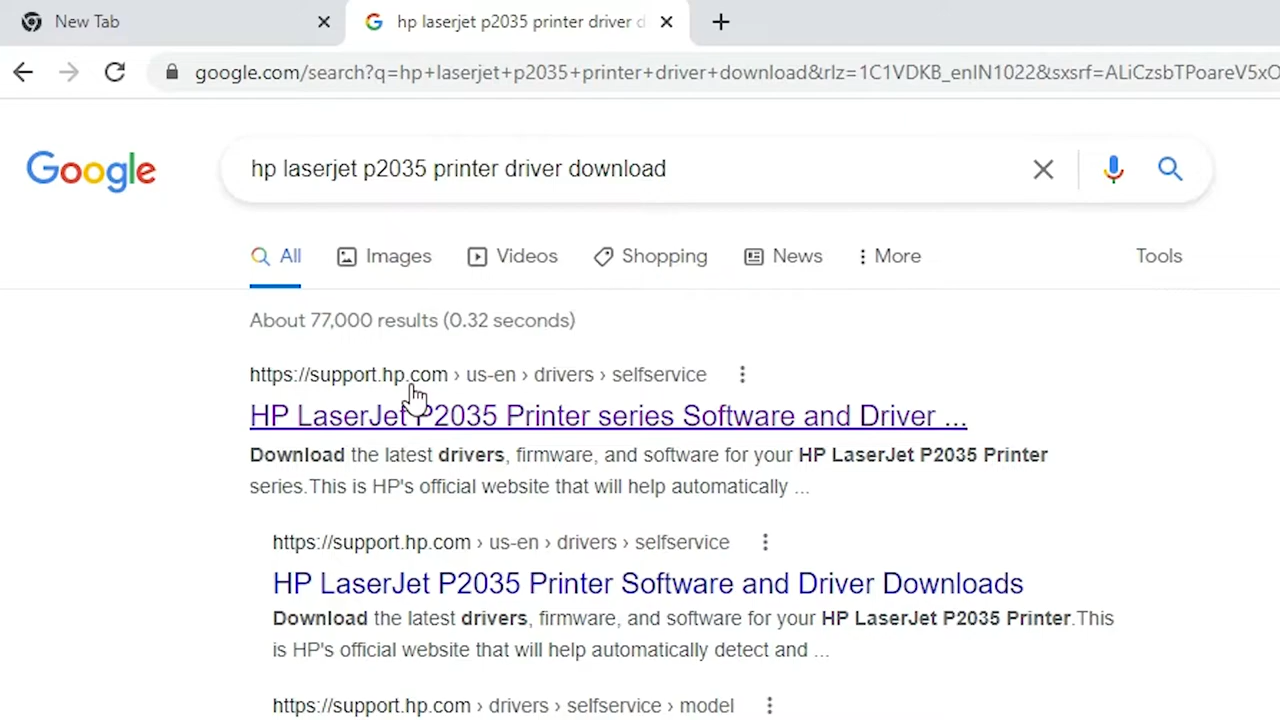 New Tab
hp laserjet p2035 printer driver d
google.com/search?q=hp+laserjet+p2035+printer+driver+download&rlz=1C1VDKB_enIN1022&sxsrf=ALiCzsbTPoareV5xO
Google
hp laserjet p2035 printer driver download
All Images Videos Shopping News More Tools
About 77,000 results (0.32 seconds)
https://support.hp.com › us-en › drivers › selfservice
HP LaserJet P2035 Printer series Software and Driver ...
Download the latest drivers, firmware, and software for your HP LaserJet P2035 Printer
series.This is HP's official website that will help automatically ...
https://support.hp.com › us-en › drivers › selfservice
HP LaserJet P2035 Printer Software and Driver Downloads
Download the latest drivers, firmware, and software for your HP LaserJet P2035 Printer.This
is HP's official website that will help automatically detect and ...
https://support.hp.com › drivers › selfservice › model